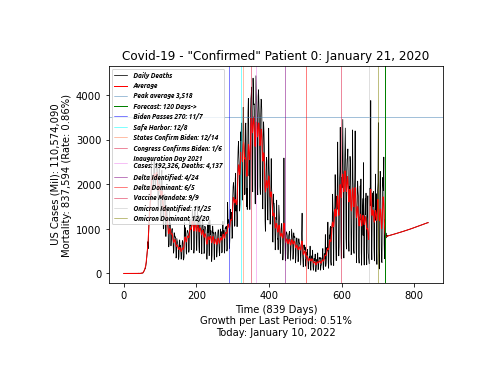 Covid-19 - "Confirmed" Patient 0: January 21, 2020
US Cases (Mil): 110,574,090
Mortality: 837,594 (Rate: 0.86%)
4000
3000
2000
1000
0
Daily Deaths
Average
Peak average 3,518
Forecast: 120 Days->
Biden Passes 270: 11/7
Safe Harbor: 12/8
States Confirm Biden: 12/14
Congress Confirms Biden: 1/6
Inauguration Day 2021
Cases: 192,326, Deaths: 4,137
Delta Identified: 4/24
Delta Dominant: 6/5
Vaccine Mandate: 9/9
Omicron Identified: 11/25
Omicron Dominant 12/20
0
200
400
600
800
Time (839 Days)
Growth per Last Period: 0.51%
Today: January 10, 2022